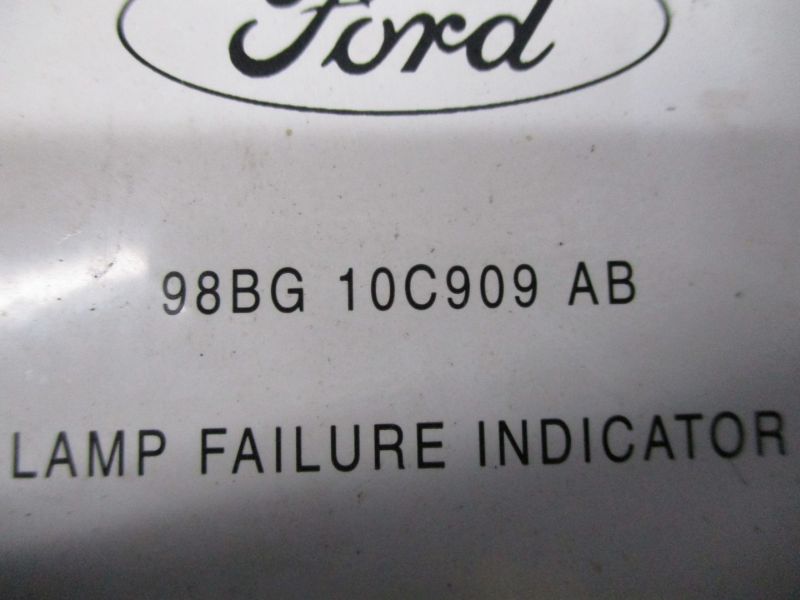 Ford
98BG 10C909 AB
LAMP FAILURE INDICATOR